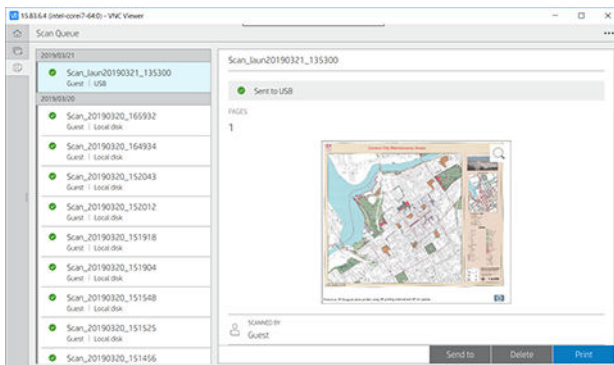 15.83.6.4 (intel-corei7-64:0) - VNC Viewer
Scan Queue
2019/03/21
Scan_Jaun20190321_135300
Guest | USB
2019/03/20
Scan_20190320_165932
Guest | Local disk
Scan_20190320_164934
Guest | Local disk
Scan_20190320_152043
Guest | Local disk
Scan_20190320_152012
Guest | Local disk
Scan_20190320_151918
Guest | Local disk
Scan_20190320_151904
Guest | Local disk
Scan_20190320_151548
Guest | Local disk
Scan_20190320_151525
Guest | Local disk
Scan_20190320_151456
Scan_Jaun20190321_135300
Sent to USB
PAGES
1
SCANNED BY
Guest
Send to
Delete
Print